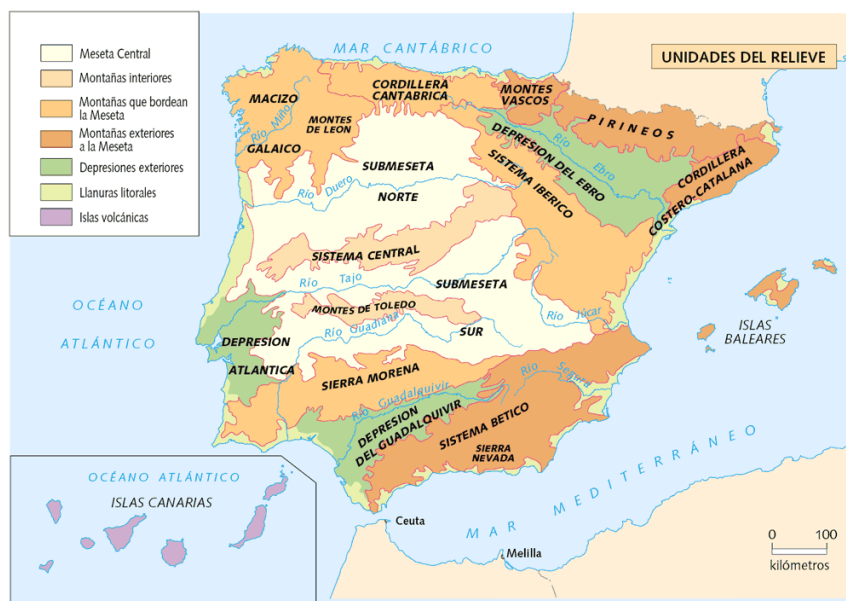 MAR CANTÁBRICO
UNIDADES DEL RELIEVE
Meseta Central
Montañas interiores
Montañas que bordean
la Meseta
Montañas exteriores
a la Meseta
Depresiones exteriores
Llanuras litorales
Islas volcánicas
MACIZO
GALAICO
Río Miño
MONTES
DE LEON
CORDILLERA
CANTABRICA
MONTES
VASCOS
PIRINEOS
Río Ebro
DEPRESION DEL EBRO
CORDILLERA
COSTERO-CATALANA
SISTEMA IBERICO
SUBMESETA
NORTE
Río Duero
SISTEMA CENTRAL
Río Tajo
SUBMESETA
SUR
MONTES DE TOLEDO
Río Guadiana
Río Júcar
OCÉANO
ATLÁNTICO
DEPRESION
ATLANTICA
ISLAS
BALEARES
SIERRA MORENA
Río Segura
Río Guadalquivir
DEPRESION
DEL GUADALQUIVIR
SISTEMA BETICO
SIERRA
NEVADA
MAR MEDITERRÁNEO
OCÉANO ATLÁNTICO
ISLAS CANARIAS
Ceuta
Melilla
0 100
kilómetros